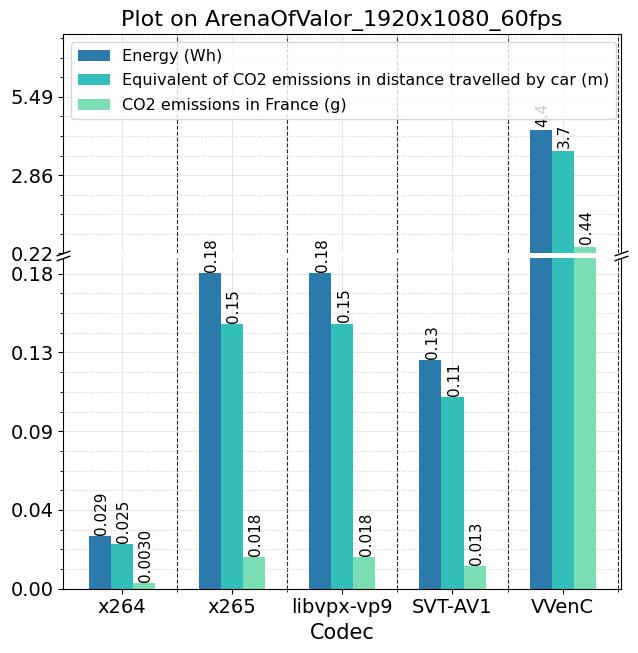 Plot on ArenaOfValor_1920x1080_60fps
Energy (Wh)
Equivalent of CO2 emissions in distance travelled by car (m)
CO2 emissions in France (g)
5.49
2.86
0.22
0.18
0.13
0.09
0.04
0.00
0.029
0.025
0.0030
0.18
0.15
0.018
0.18
0.15
0.018
0.13
0.11
0.013
4.4
3.7
0.44
x264
x265
libvpx-vp9
SVT-AV1
VVenC
Codec